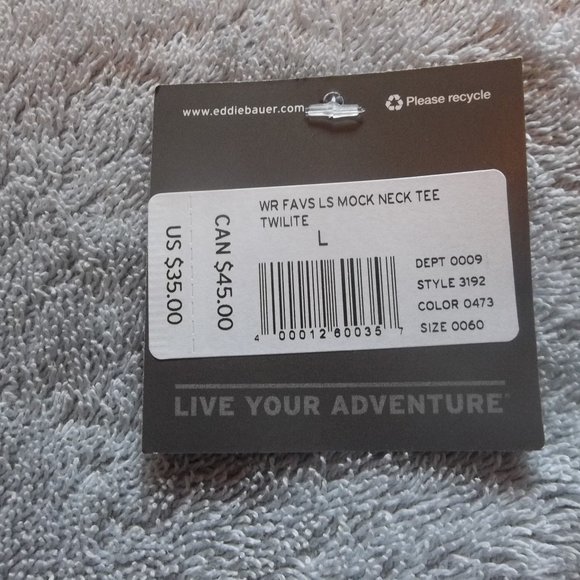 www.eddiebauer.com
Please recycle
WR FAVS LS MOCK NECK TEE
TWILITE
L
CAN $45.00
US $35.00
DEPT 0009
STYLE 3192
COLOR 0473
SIZE 0060
4 00012 60035 7
LIVE YOUR ADVENTURE